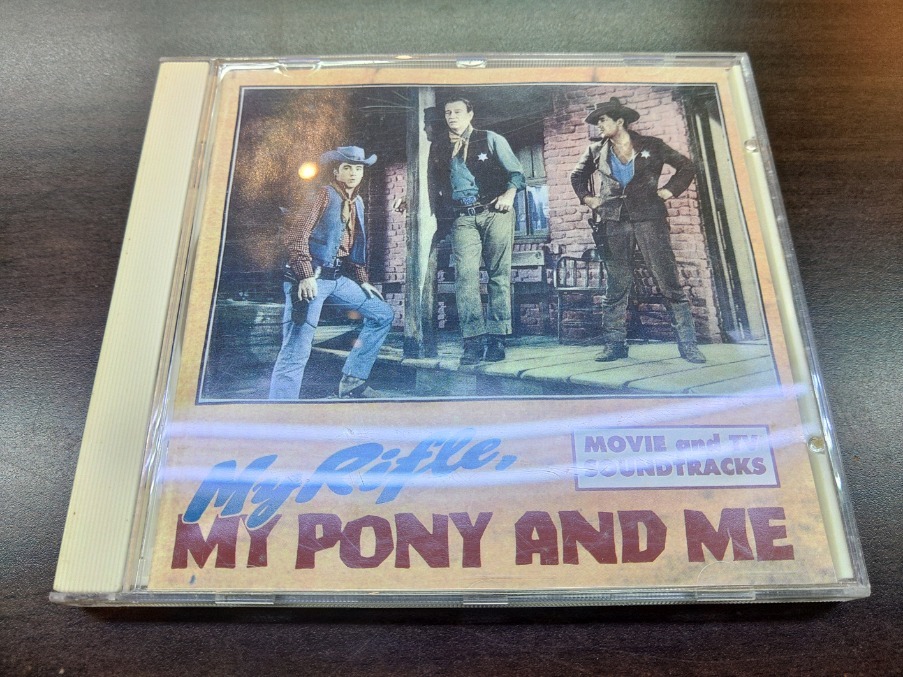 My Rifle,
MY PONY AND ME
MOVIE and TV
SOUNDTRACKS